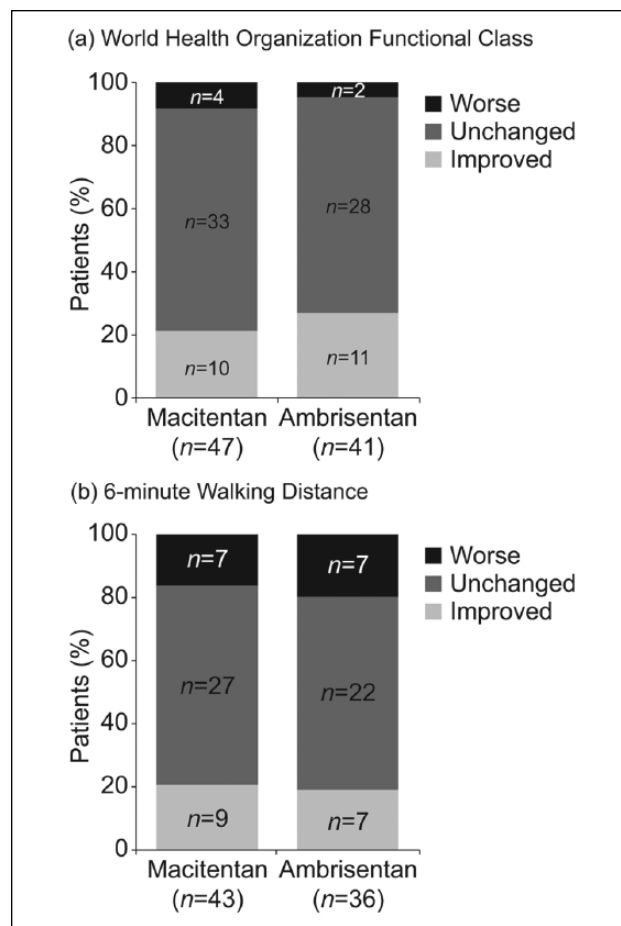 (a) World Health Organization Functional Class
100
80
60
40
20
0
Patients (%)
n=4
n=2
n=33
n=28
n=10
n=11
Worse
Unchanged
Improved
Macitentan
(n=47)
Ambrisentan
(n=41)
(b) 6-minute Walking Distance
100
80
60
40
20
0
Patients (%)
n=7
n=7
n=27
n=22
n=9
n=7
Worse
Unchanged
Improved
Macitentan
(n=43)
Ambrisentan
(n=36)